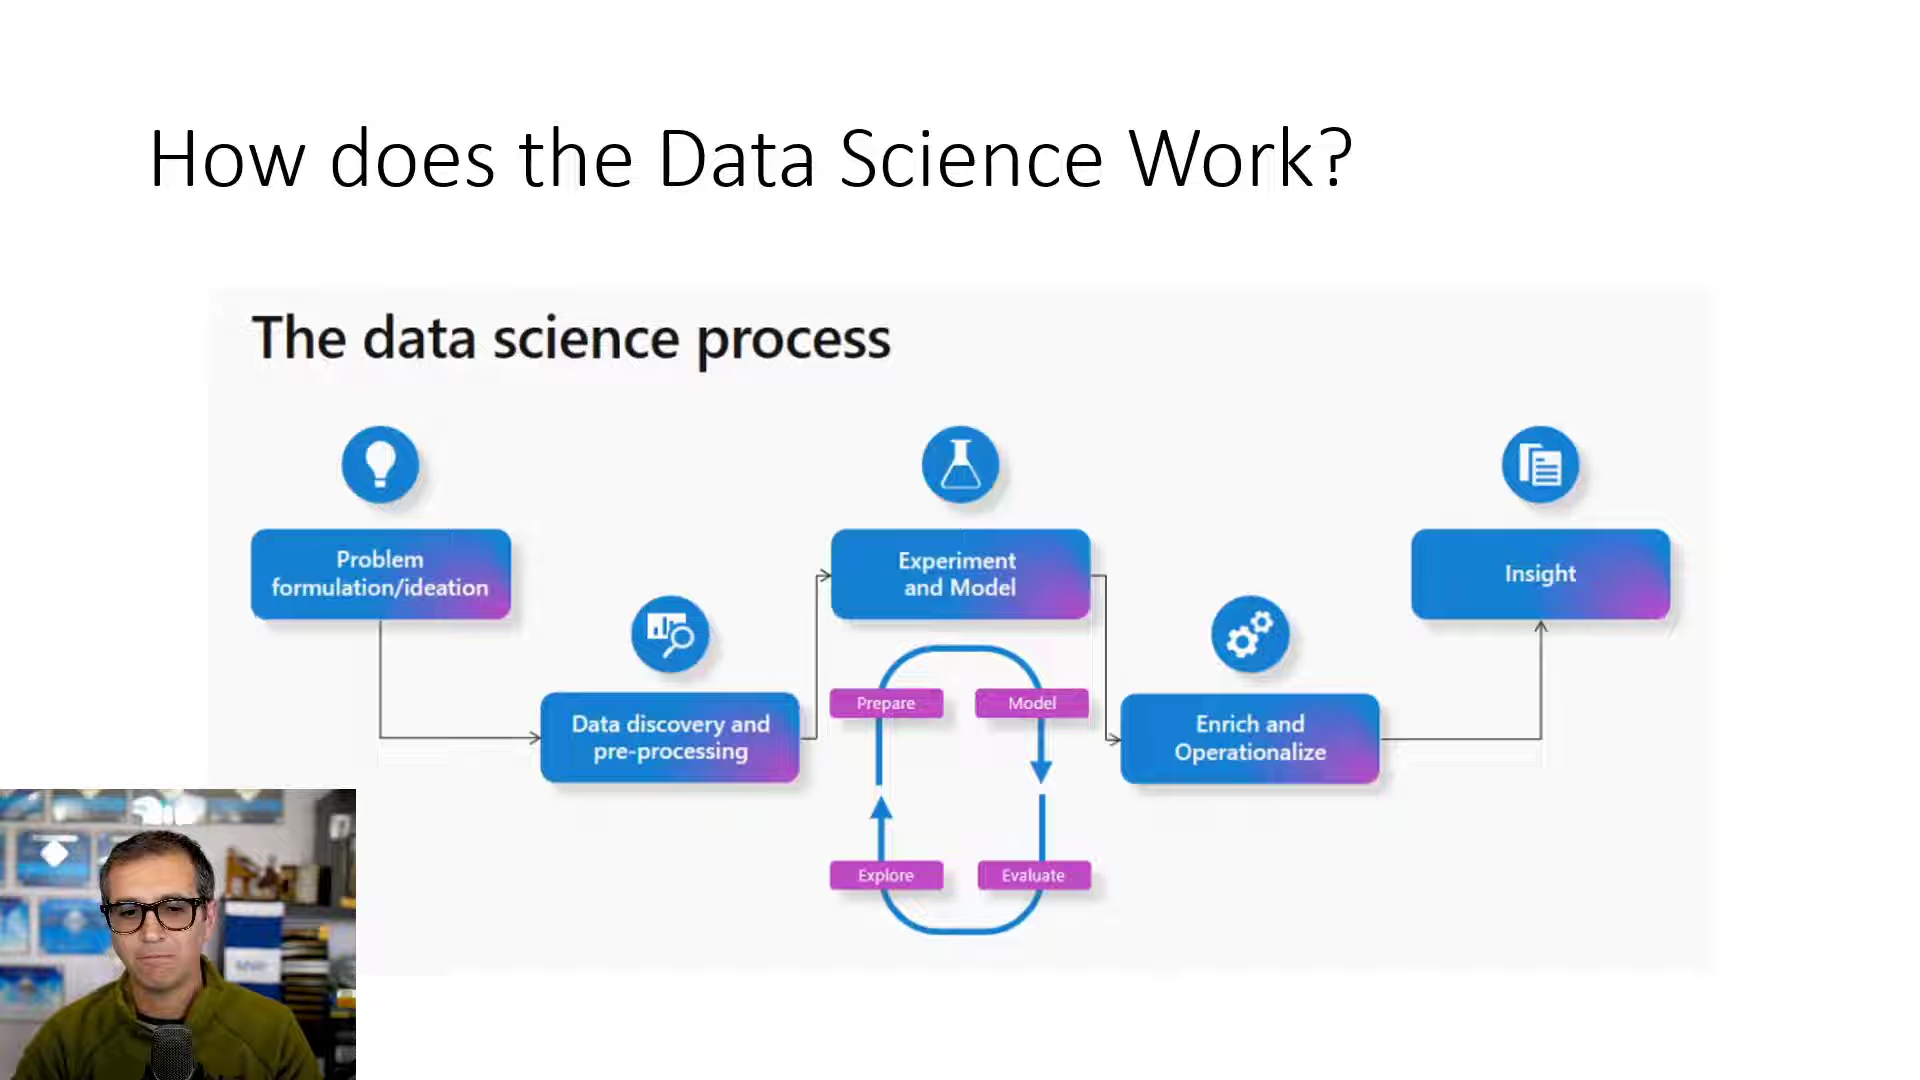 How does the Data Science Work?
The data science process
Problem
formulation/ideation
Data discovery and
pre-processing
Experiment
and Model
Prepare
Model
Explore
Evaluate
Enrich and
Operationalize
Insight